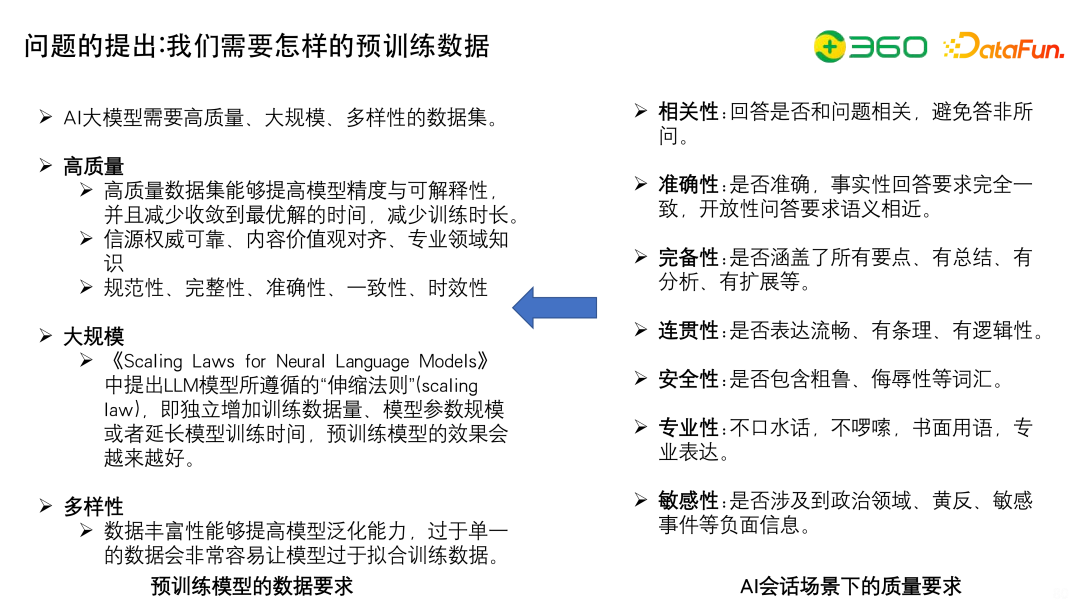 问题的提出:我们需要怎样的预训练数据
360
DataFun.
AI大模型需要高质量、大规模、多样性的数据集。
高质量
高质量数据集能够提高模型精度与可解释性，
并且减少收敛到最优解的时间，减少训练时长。
信源权威可靠、内容价值观对齐、专业领域知
识
规范性、完整性、准确性、一致性、时效性
大规模
《Scaling Laws for Neural Language Models》
中提出LLM模型所遵循的“伸缩法则”(scaling
law)，即独立增加训练数据量、模型参数规模
或者延长模型训练时间，预训练模型的效果会
越来越好。
多样性
数据丰富性能够提高模型泛化能力，过于单一
的数据会非常容易让模型过于拟合训练数据。
预训练模型的数据要求
相关性:回答是否和问题相关，避免答非所
问。
准确性:是否准确，事实性回答要求完全一
致，开放性问答要求语义相近。
完备性:是否涵盖了所有要点、有总结、有
分析、有扩展等。
连贯性:是否表达流畅、有条理、有逻辑性。
安全性:是否包含粗鲁、侮辱性等词汇。
专业性:不口水话，不啰嗦，书面用语，专
业表达。
敏感性:是否涉及到政治领域、黄反、敏感
事件等负面信息。
AI会话场景下的质量要求